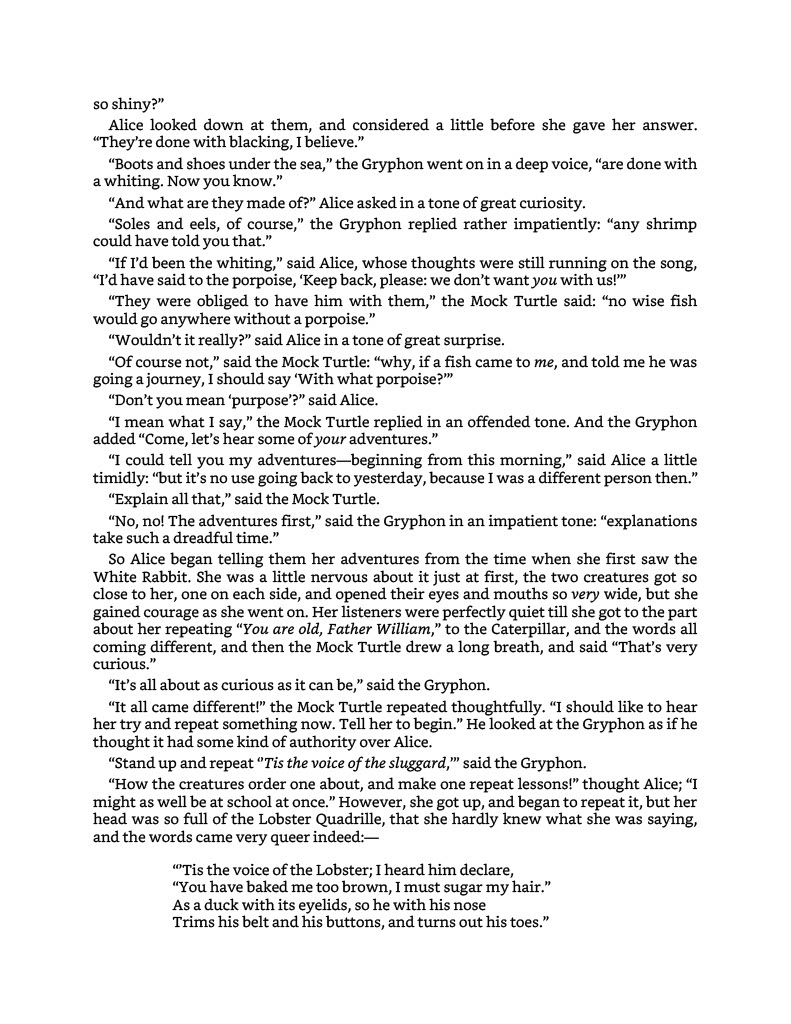 so shiny?”
Alice looked down at them, and considered a little before she gave her answer.
“They’re done with blacking, I believe.”
“Boots and shoes under the sea,” the Gryphon went on in a deep voice, “are done with
a whiting. Now you know.”
“And what are they made of?” Alice asked in a tone of great curiosity.
“Soles and eels, of course,” the Gryphon replied rather impatiently: “any shrimp
could have told you that.”
“If I’d been the whiting,” said Alice, whose thoughts were still running on the song,
“I’d have said to the porpoise, ‘Keep back, please: we don’t want you with us!’”
“They were obliged to have him with them,” the Mock Turtle said: “no wise fish
would go anywhere without a porpoise.”
“Wouldn’t it really?” said Alice in a tone of great surprise.
“Of course not,” said the Mock Turtle: “why, if a fish came to me, and told me he was
going a journey, I should say ‘With what porpoise?’”
“Don’t you mean ‘purpose’?” said Alice.
“I mean what I say,” the Mock Turtle replied in an offended tone. And the Gryphon
added “Come, let’s hear some of your adventures.”
“I could tell you my adventures—beginning from this morning,” said Alice a little
timidly: “but it’s no use going back to yesterday, because I was a different person then.”
“Explain all that,” said the Mock Turtle.
“No, no! The adventures first,” said the Gryphon in an impatient tone: “explanations
take such a dreadful time.”
So Alice began telling them her adventures from the time when she first saw the
White Rabbit. She was a little nervous about it just at first, the two creatures got so
close to her, one on each side, and opened their eyes and mouths so very wide, but she
gained courage as she went on. Her listeners were perfectly quiet till she got to the part
about her repeating “You are old, Father William,” to the Caterpillar, and the words all
coming different, and then the Mock Turtle drew a long breath, and said “That’s very
curious.”
“It’s all about as curious as it can be,” said the Gryphon.
“It all came different!” the Mock Turtle repeated thoughtfully. “I should like to hear
her try and repeat something now. Tell her to begin.” He looked at the Gryphon as if he
thought it had some kind of authority over Alice.
“Stand up and repeat ‘’Tis the voice of the sluggard,’” said the Gryphon.
“How the creatures order one about, and make one repeat lessons!” thought Alice; “I
might as well be at school at once.” However, she got up, and began to repeat it, but her
head was so full of the Lobster Quadrille, that she hardly knew what she was saying,
and the words came very queer indeed:—
“’Tis the voice of the Lobster; I heard him declare,
“You have baked me too brown, I must sugar my hair.”
As a duck with its eyelids, so he with his nose
Trims his belt and his buttons, and turns out his toes.”